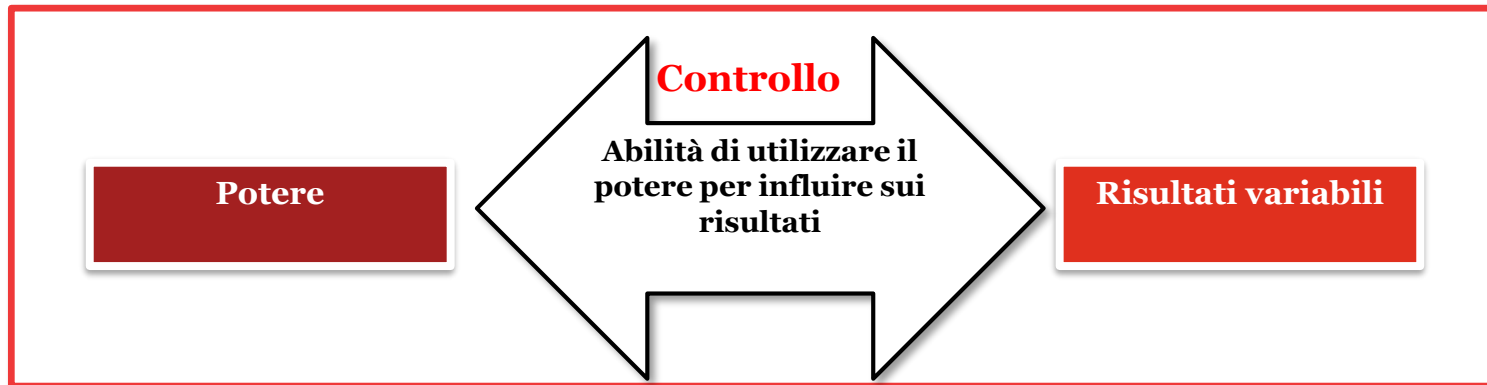 Controllo
Abilità di utilizzare il
potere per influire sui
risultati
Potere
Risultati variabili